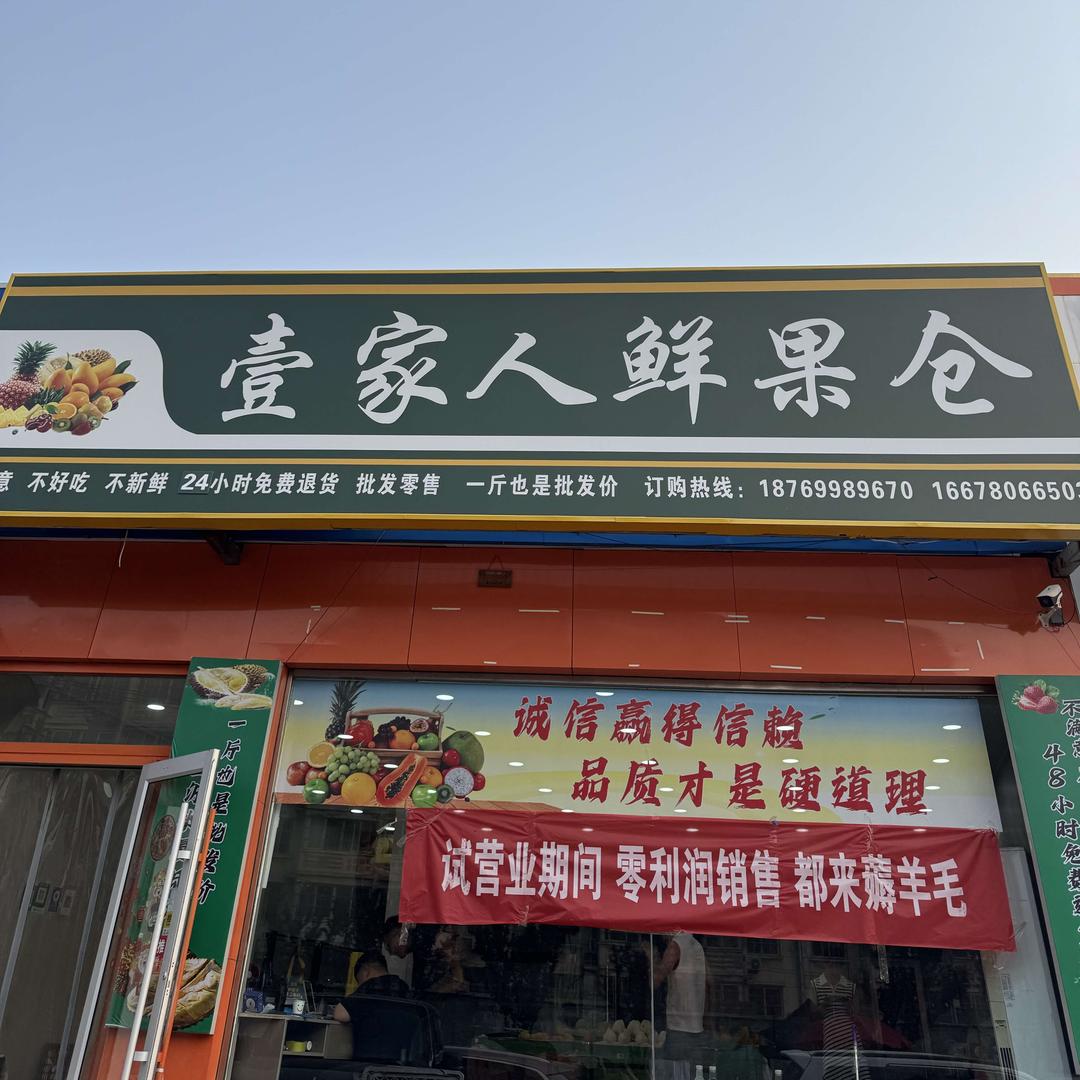 壹家人鲜果仓
意 不好吃 不新鲜 24小时免费退货 批发零售 一斤也是批发价 订购热线：18769989670 1667806650
诚信赢得信赖
品质才是硬道理
试营业期间 零利润销售 都来薅羊毛
一斤也是批发价
48小时免费